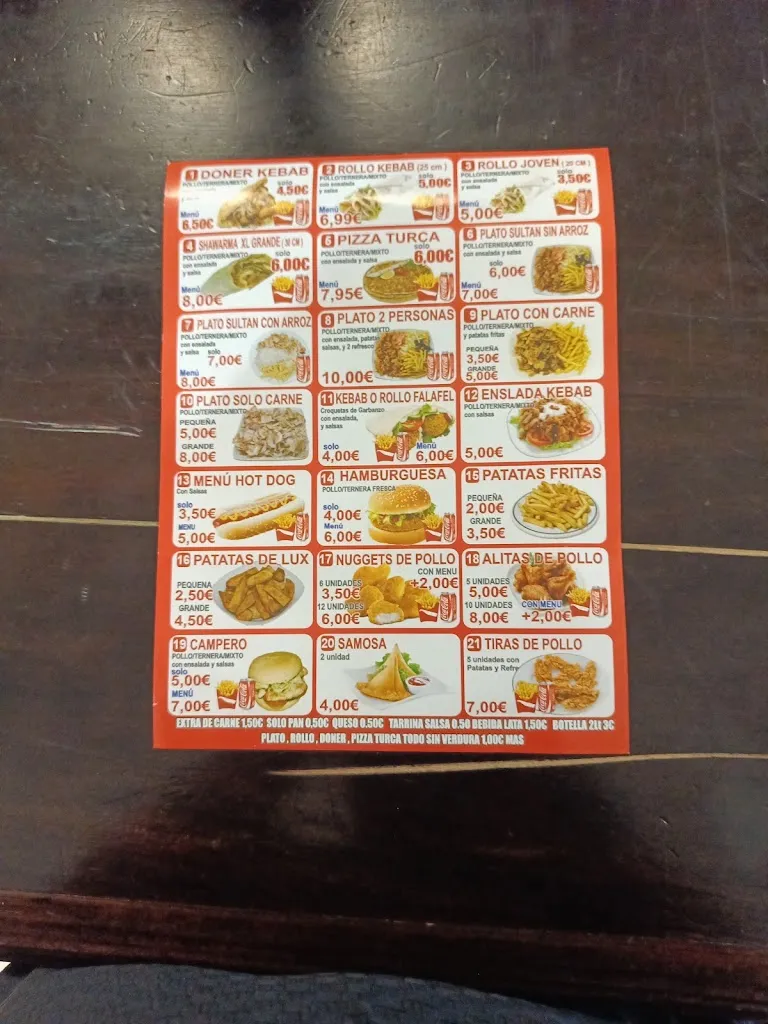 1 DONER KEBAB
POLLO/TERNERA/MIXTO
solo
4,50€
Menú
6,50€
2 ROLLO KEBAB (25 cm)
POLLO/TERNERA/MIXTO
con ensalada
y salsa
solo
5,00€
Menú
6,99€
3 ROLLO JOVEN (20 CM)
POLLO/TERNERA/MIXTO
con ensalada
y salsa
solo
3,50€
Menú
5,00€
4 SHAWARMA XL GRANDE (30 CM)
POLLO/TERNERA/MIXTO
con ensalada
y salsa
solo
6,00€
Menú
8,00€
5 PIZZA TURCA
POLLO/TERNERA/MIXTO
con ensalada y salsa
solo
6,00€
Menú
7,95€
6 PLATO SULTAN SIN ARROZ
POLLO/TERNERA/MIXTO
con ensalada y salsa
solo
6,00€
Menú
7,00€
7 PLATO SULTAN CON ARROZ
POLLO/TERNERA/MIXTO
con ensalada
y salsa
solo
7,00€
Menú
8,00€
8 PLATO 2 PERSONAS
POLLO/TERNERA/MIXTO
con ensalada, patata
salsas, y 2 refresco
10,00€
9 PLATO CON CARNE
POLLO/TERNERA/MIXTO
y patatas fritas
PEQUEÑA
3,50€
GRANDE
5,00€
10 PLATO SOLO CARNE
POLLO/TERNERA/MIXTO
PEQUEÑA
5,00€
GRANDE
8,00€
11 KEBAB O ROLLO FALAFEL
Croquetas de Garbanzo
con ensalada,
y salsas
solo
4,00€
Menú
6,00€
12 ENSLADA KEBAB
POLLO/TERNERA/MIXTO
con salsas
5,00€
13 MENÚ HOT DOG
Con Salsas
solo
3,50€
MENU
5,00€
14 HAMBURGUESA
POLLO/TERNERA FRESCA
solo
4,00€
Menú
6,00€
15 PATATAS FRITAS
PEQUEÑA
2,00€
GRANDE
3,50€
16 PATATAS DE LUX
PEQUEÑA
2,50€
GRANDE
4,50€
17 NUGGETS DE POLLO
CON MENU
+2,00€
6 UNIDADES
3,50€
12 UNIDADES
6,00€
18 ALITAS DE POLLO
5 UNIDADES
5,00€
10 UNIDADES
8,00€
CON MENU
+2,00€
19 CAMPERO
POLLO/TERNERA/MIXTO
con ensalada y salsas
solo
5,00€
MENÚ
7,00€
20 SAMOSA
2 unidad
4,00€
21 TIRAS DE POLLO
5 unidades con
Patatas y Refre
7,00€
EXTRA DE CARNE 1,50€ SOLO PAN 0,50€ QUESO 0,50€ TARRINA SALSA 0.50 BEBIDA LATA 1,50€ BOTELLA 2Lt 3€
PLATO , ROLLO , DONER , PIZZA TURCA TODO SIN VERDURA 1,00€ MAS